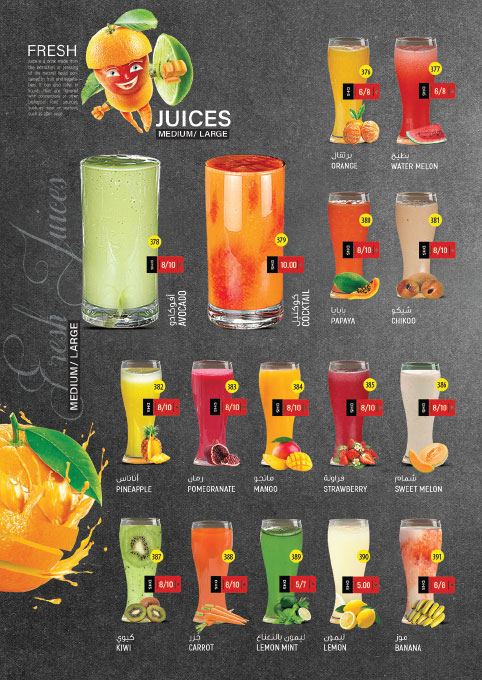 FRESH
JUICES
MEDIUM/ LARGE
Fresh Juices
MEDIUM/ LARGE
376
DHS 6/8
برتقال
ORANGE
377
DHS 6/8
بطيخ
WATER MELON
378
DHS 8/10
أفوكادو
AVOCADO
379
DHS 10.00
كوكتيل
COCKTAIL
380
DHS 8/10
بابايا
PAPAYA
381
DHS 8/10
شيكو
CHIKOO
382
DHS 8/10
أناناس
PINEAPPLE
383
DHS 8/10
رمان
POMEGRANATE
384
DHS 8/10
مانجو
MANGO
385
DHS 8/10
فراولة
STRAWBERRY
386
DHS 8/10
شمام
SWEET MELON
387
DHS 8/10
كيوي
KIWI
388
DHS 8/10
جزر
CARROT
389
DHS 5/7
ليمون بالنعناع
LEMON MINT
390
DHS 5.00
ليمون
LEMON
391
DHS 6/8
موز
BANANA